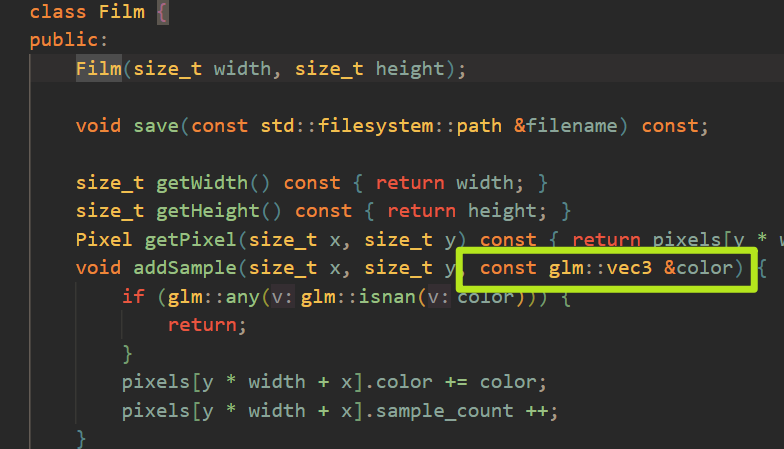 class Film {
public:
    Film(size_t width, size_t height);
    void save(const std::filesystem::path &filename) const;
    size_t getWidth() const { return width; }
    size_t getHeight() const { return height; }
    Pixel getPixel(size_t x, size_t y) const { return pixels[y *
    void addSample(size_t x, size_t y, const glm::vec3 &color) {
        if (glm::any(v: glm::isnan(v: color))) {
            return;
        }
        pixels[y * width + x].color += color;
        pixels[y * width + x].sample_count ++;
    }